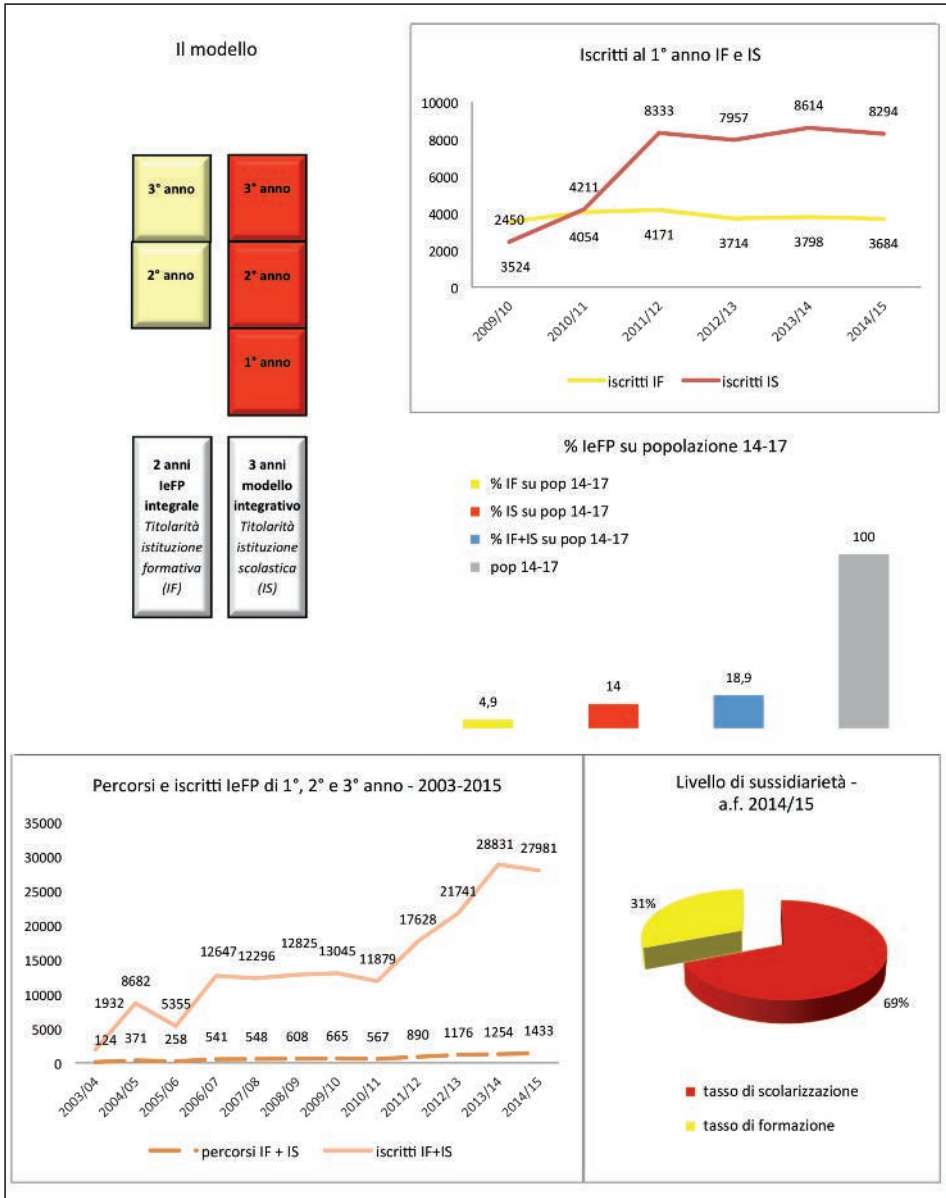 Il modello
3° anno
3° anno
2° anno
2° anno
1° anno
2 anni
IeFP
integrale
Titolarità
istituzione
formativa
(IF)
3 anni
modello
integrativo
Titolarità
istituzione
scolastica
(IS)
Iscritti al 1° anno IF e IS
10000
8000
6000
4000
2000
0
8333
7957
8614
8294
4211
2450
4054
4171
3714
3798
3684
3524
2009/10
2010/11
2011/12
2012/13
2013/14
2014/15
iscritti IF
iscritti IS
% IeFP su popolazione 14-17
% IF su pop 14-17
% IS su pop 14-17
% IF+IS su pop 14-17
pop 14-17
4,9
14
18,9
100
Percorsi e iscritti IeFP di 1°, 2° e 3° anno - 2003-2015
35000
30000
25000
20000
15000
10000
5000
0
1932
8682
5355
12647
12296
12825
13045
11879
17628
21741
28831
27981
124
371
258
541
548
608
665
567
890
1176
1254
1433
2003/04
2004/05
2005/06
2006/07
2007/08
2008/09
2009/10
2010/11
2011/12
2012/13
2013/14
2014/15
percorsi IF + IS
iscritti IF+IS
Livello di sussidiarietà -
a.f. 2014/15
31%
69%
tasso di scolarizzazione
tasso di formazione